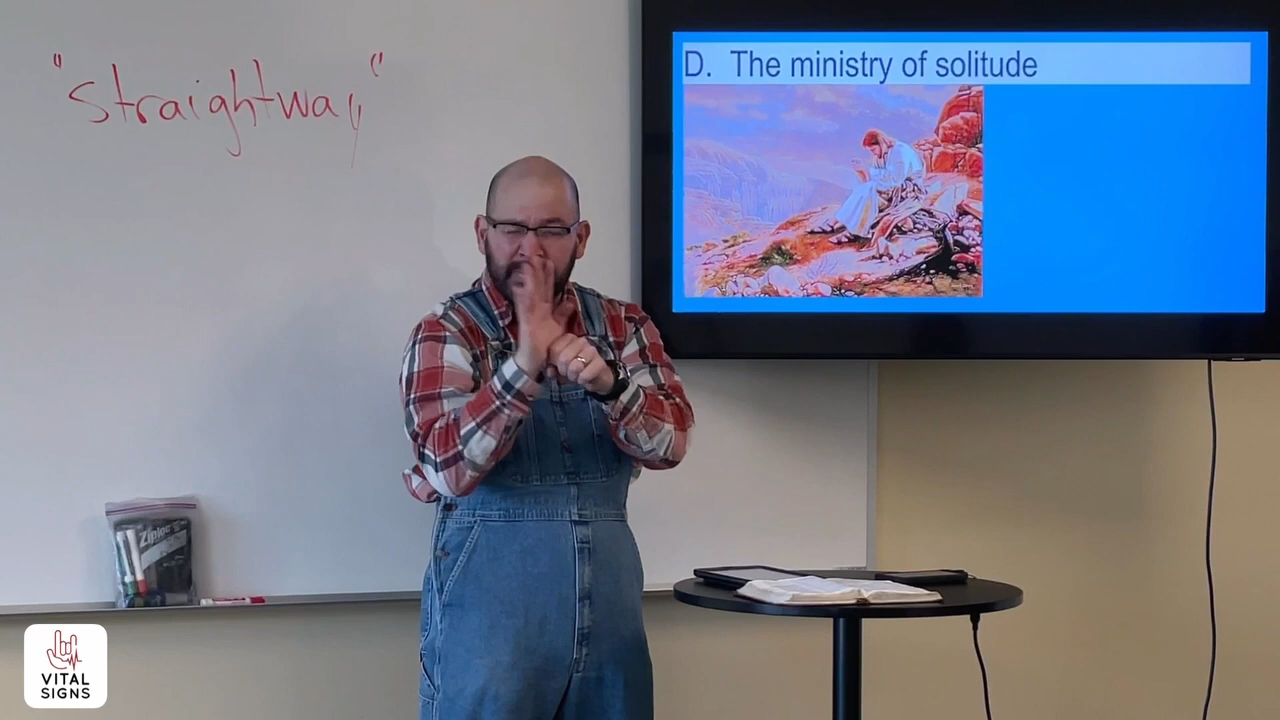 "straightway"
D. The ministry of solitude
Ziploc
VITAL
SIGNS